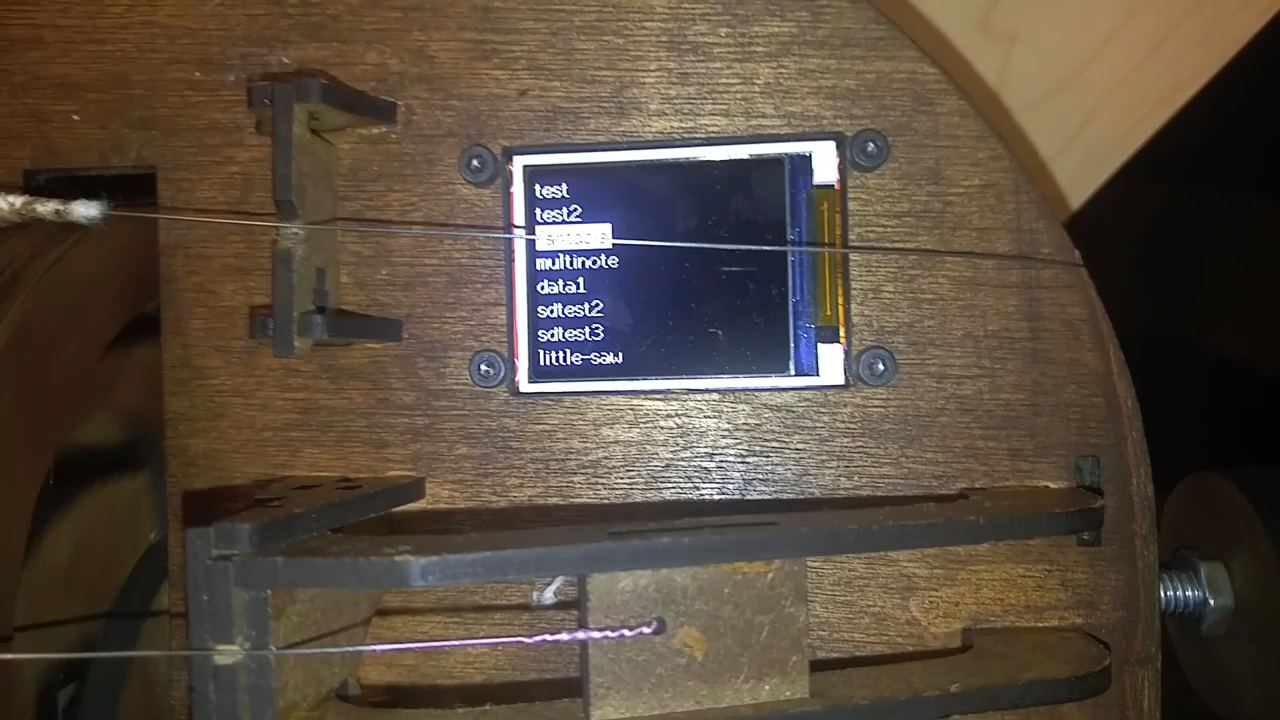 test
test2
multinote
data1
sdtest2
sdtest3
little-saw